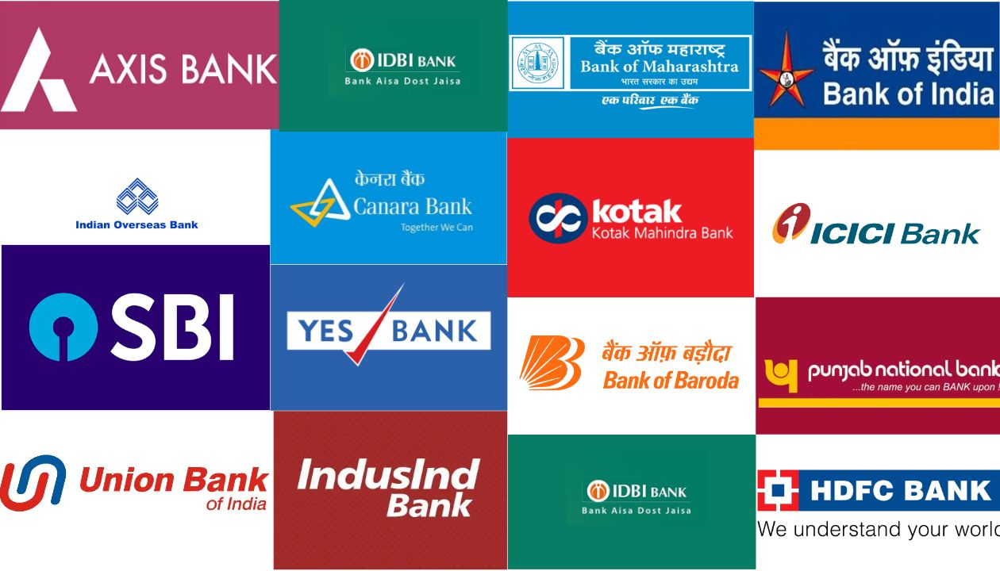 AXIS BANK
IDBI BANK
Bank Aisa Dost Jaisa
बैंक ऑफ महाराष्ट्र
Bank of Maharashtra
भारत सरकार का उद्यम
एक परिवार एक बैंक
बैंक ऑफ़ इंडिया
Bank of India
Indian Overseas Bank
केनरा बैंक
Canara Bank
Together We Can
kotak
Kotak Mahindra Bank
ICICI Bank
SBI
YES BANK
बैंक ऑफ़ बड़ौदा
Bank of Baroda
punjab national bank
...the name you can BANK upon !
Union Bank
of India
IndusInd
Bank
IDBI BANK
Bank Aisa Dost Jaisa
HDFC BANK
We understand your world